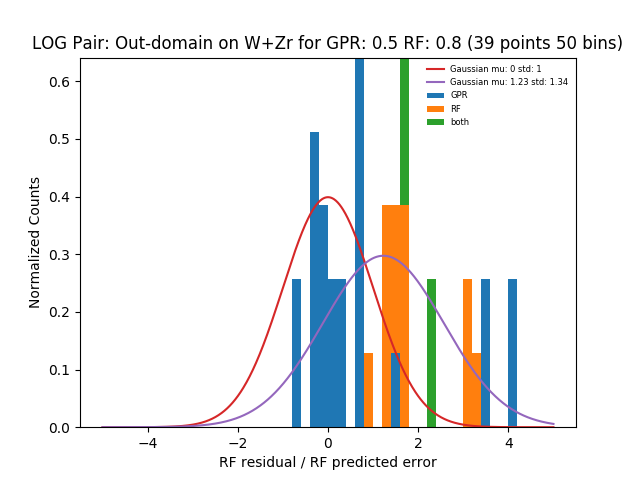 LOG Pair: Out-domain on W+Zr for GPR: 0.5 RF: 0.8 (39 points 50 bins)
Gaussian mu: 0 std: 1
Gaussian mu: 1.23 std: 1.34
GPR
RF
both
0.6
0.5
0.4
0.3
0.2
0.1
0.0
Normalized Counts
−4
−2
0
2
4
RF residual / RF predicted error